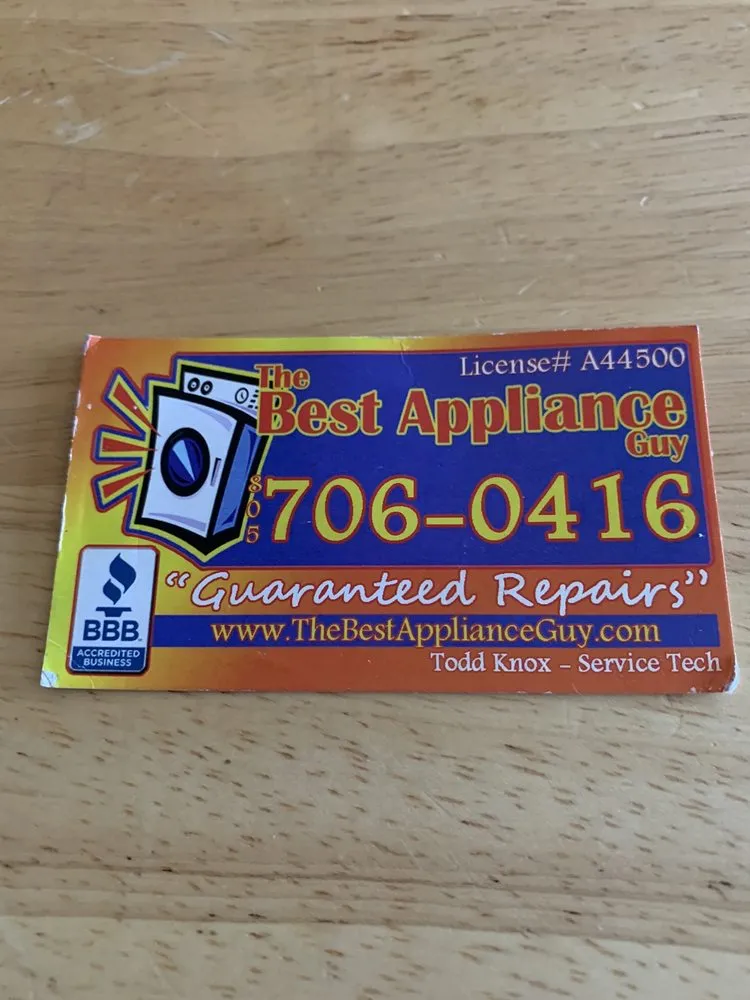 License# A44500
The
Best Appliance
Guy
805
706-0416
"Guaranteed Repairs"
www.TheBestApplianceGuy.com
Todd Knox - Service Tech
BBB.
ACCREDITED
BUSINESS